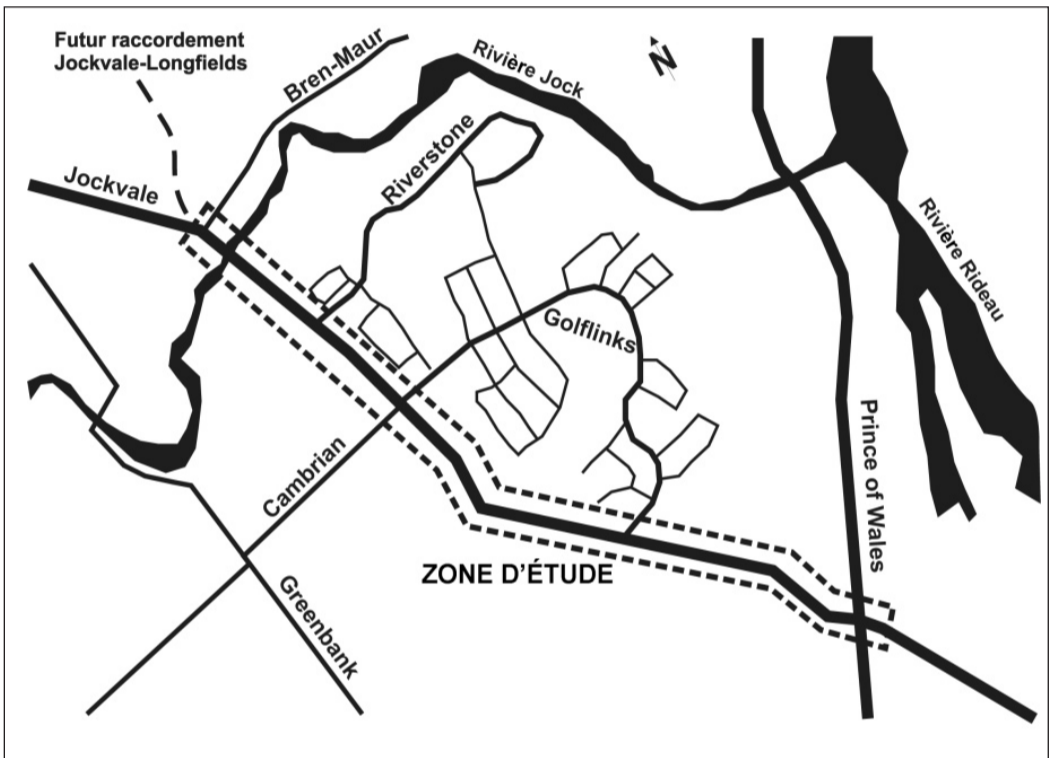 Futur raccordement
Jockvale-Longfields
Bren-Maur
Rivière Jock
N
Riverstone
Jockvale
Rivière Rideau
Golflinks
Prince of Wales
Cambrian
ZONE D'ÉTUDE
Greenbank